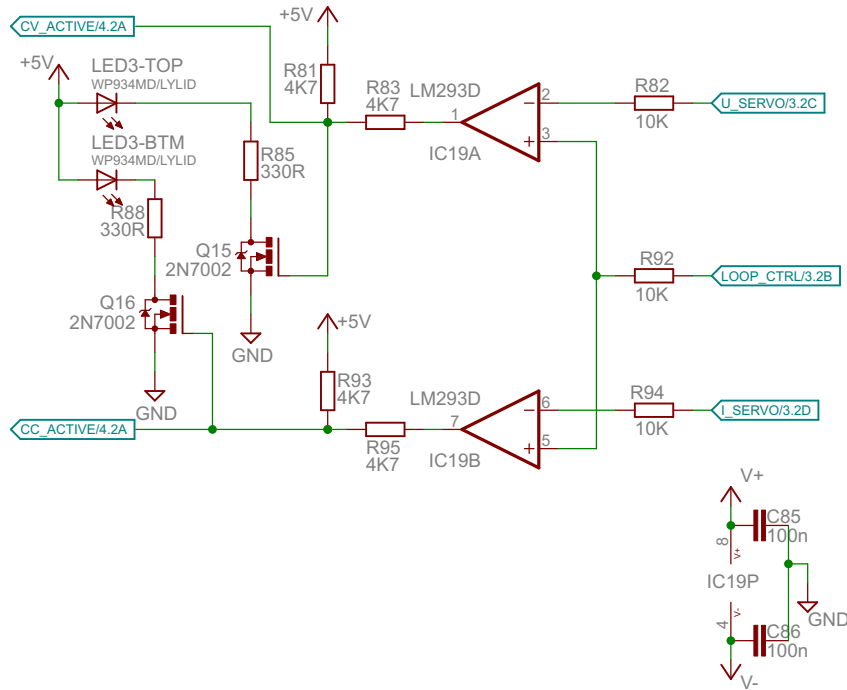 CV_ACTIVE/4.2A
+5V
+5V
LED3-TOP
WP934MD/LYLID
R81
4K7
R83
4K7
LM293D
1
2
3
IC19A
R82
10K
U_SERVO/3.2C
LED3-BTM
WP934MD/LYLID
R85
330R
R88
330R
Q15
2N7002
R92
10K
LOOP_CTRL/3.2B
Q16
2N7002
GND
+5V
GND
R93
4K7
LM293D
R94
10K
I_SERVO/3.2D
CC_ACTIVE/4.2A
R95
4K7
7
6
5
IC19B
V+
C85
100n
8
V+
IC19P
GND
V-
4
C86
100n
V-